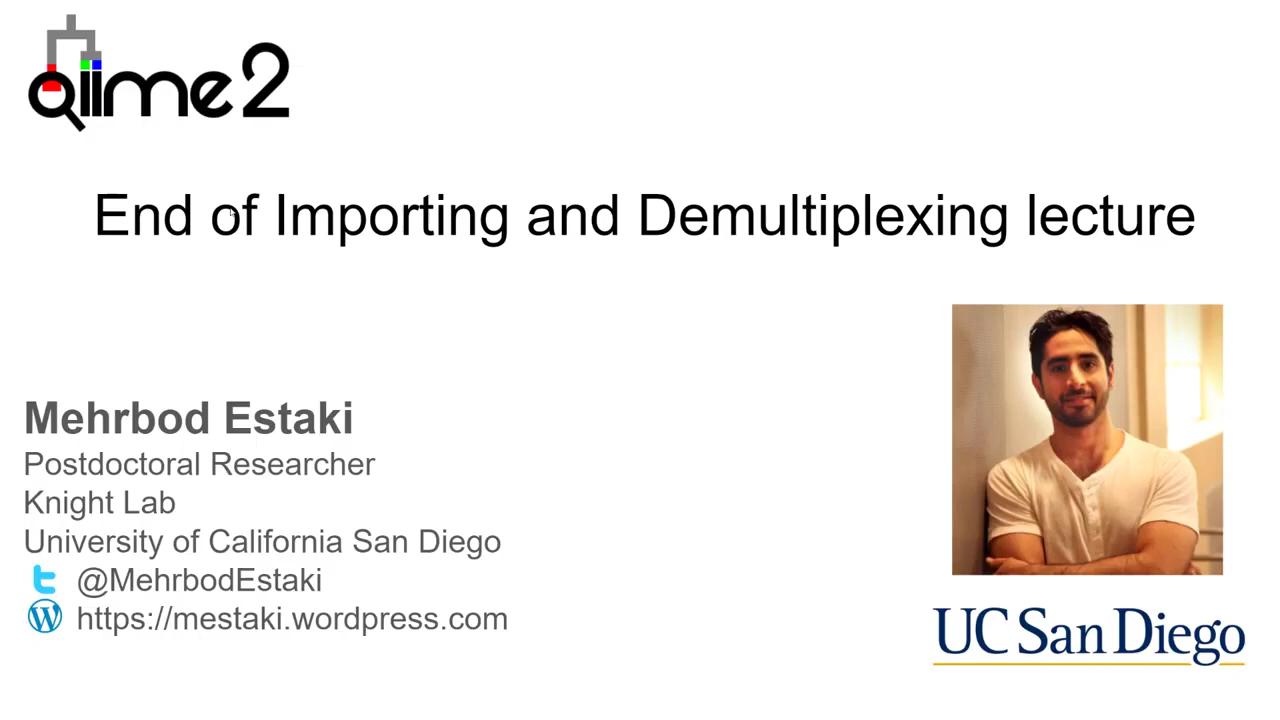 qiime2
End of Importing and Demultiplexing lecture
Mehrbod Estaki
Postdoctoral Researcher
Knight Lab
University of California San Diego
@MehrbodEstaki
https://mestaki.wordpress.com
UC San Diego